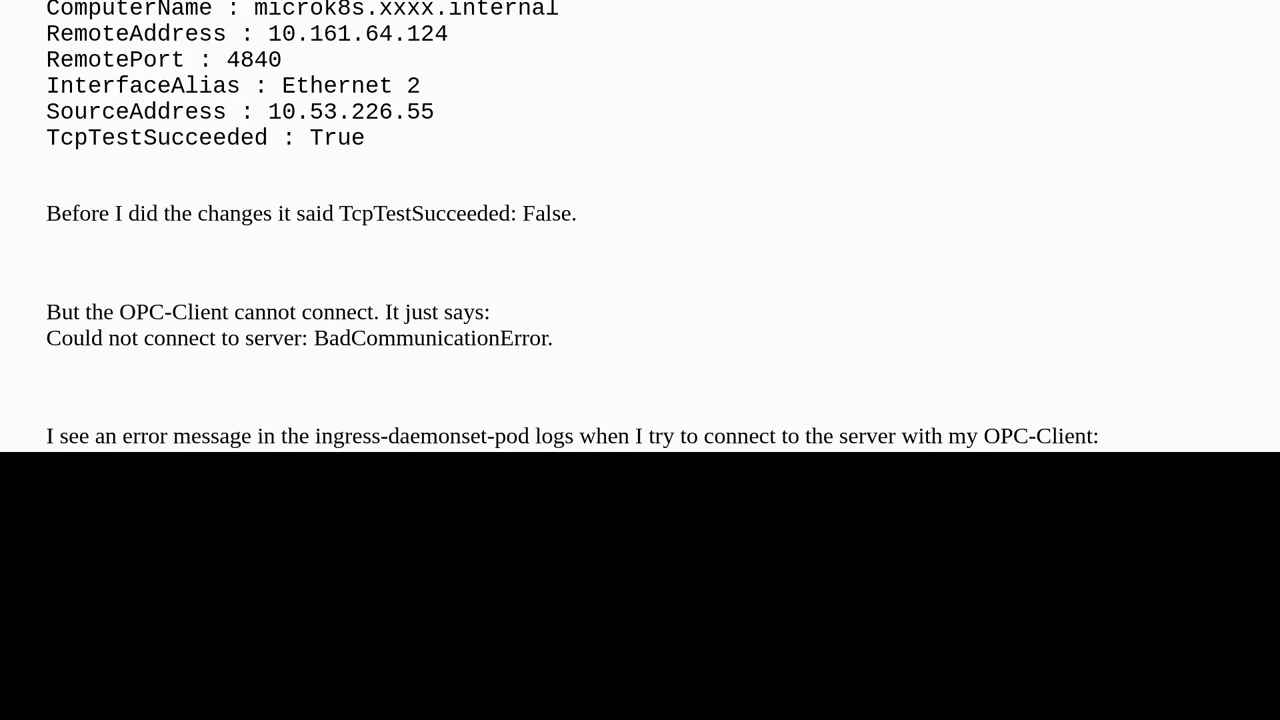 ComputerName : microk8s.xxxx.internal
RemoteAddress : 10.161.64.124
RemotePort : 4840
InterfaceAlias : Ethernet 2
SourceAddress : 10.53.226.55
TcpTestSucceeded : True
Before I did the changes it said TcpTestSucceeded: False.
But the OPC-Client cannot connect. It just says:
Could not connect to server: BadCommunicationError.
I see an error message in the ingress-daemonset-pod logs when I try to connect to the server with my OPC-Client: